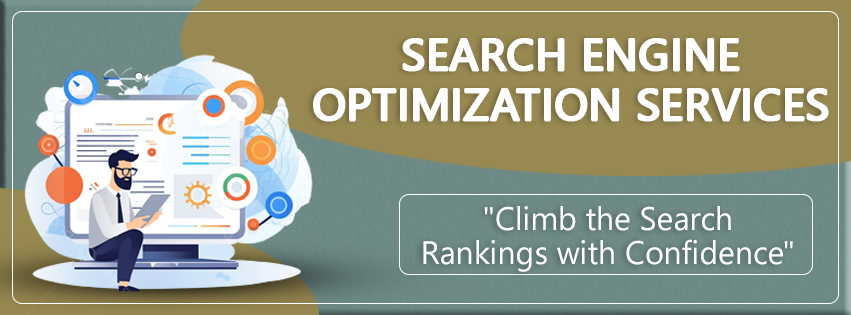 SEARCH ENGINE
OPTIMIZATION SERVICES
"Climb the Search
Rankings with Confidence"